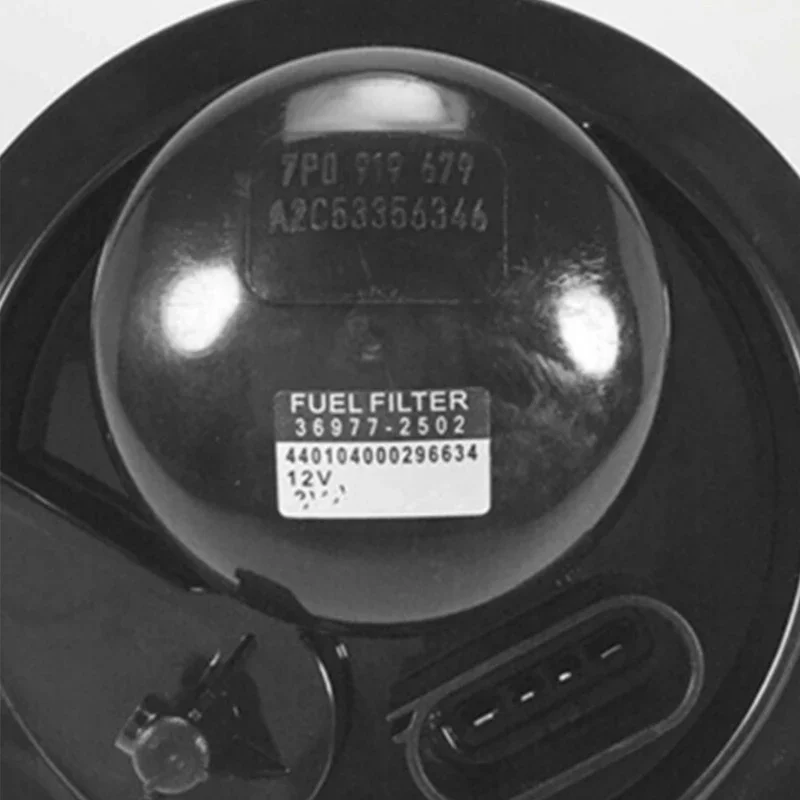 7P0 919 679
A2C53356346
FUEL FILTER
36977-2502
440104000296634
12V